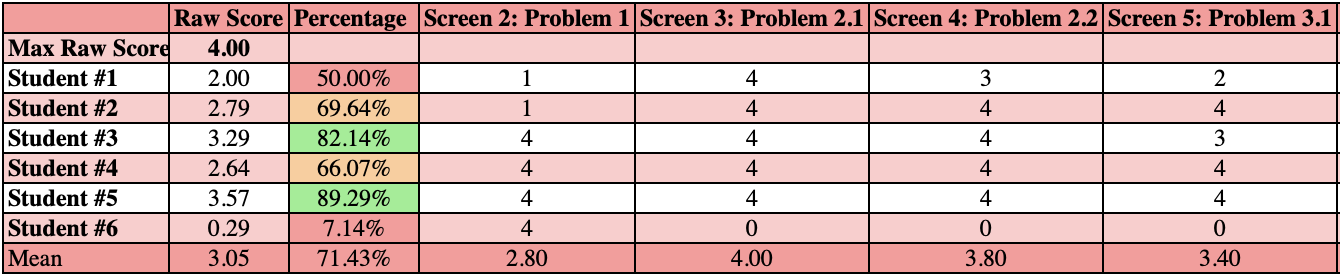 Raw Score Percentage Screen 2: Problem 1 Screen 3: Problem 2.1 Screen 4: Problem 2.2 Screen 5: Problem 3.1
Max Raw Score 4.00
Student #1 2.00 50.00% 1 4 3 2
Student #2 2.79 69.64% 1 4 4 4
Student #3 3.29 82.14% 4 4 4 3
Student #4 2.64 66.07% 4 4 4 4
Student #5 3.57 89.29% 4 4 4 4
Student #6 0.29 7.14% 4 0 0 0
Mean 3.05 71.43% 2.80 4.00 3.80 3.40